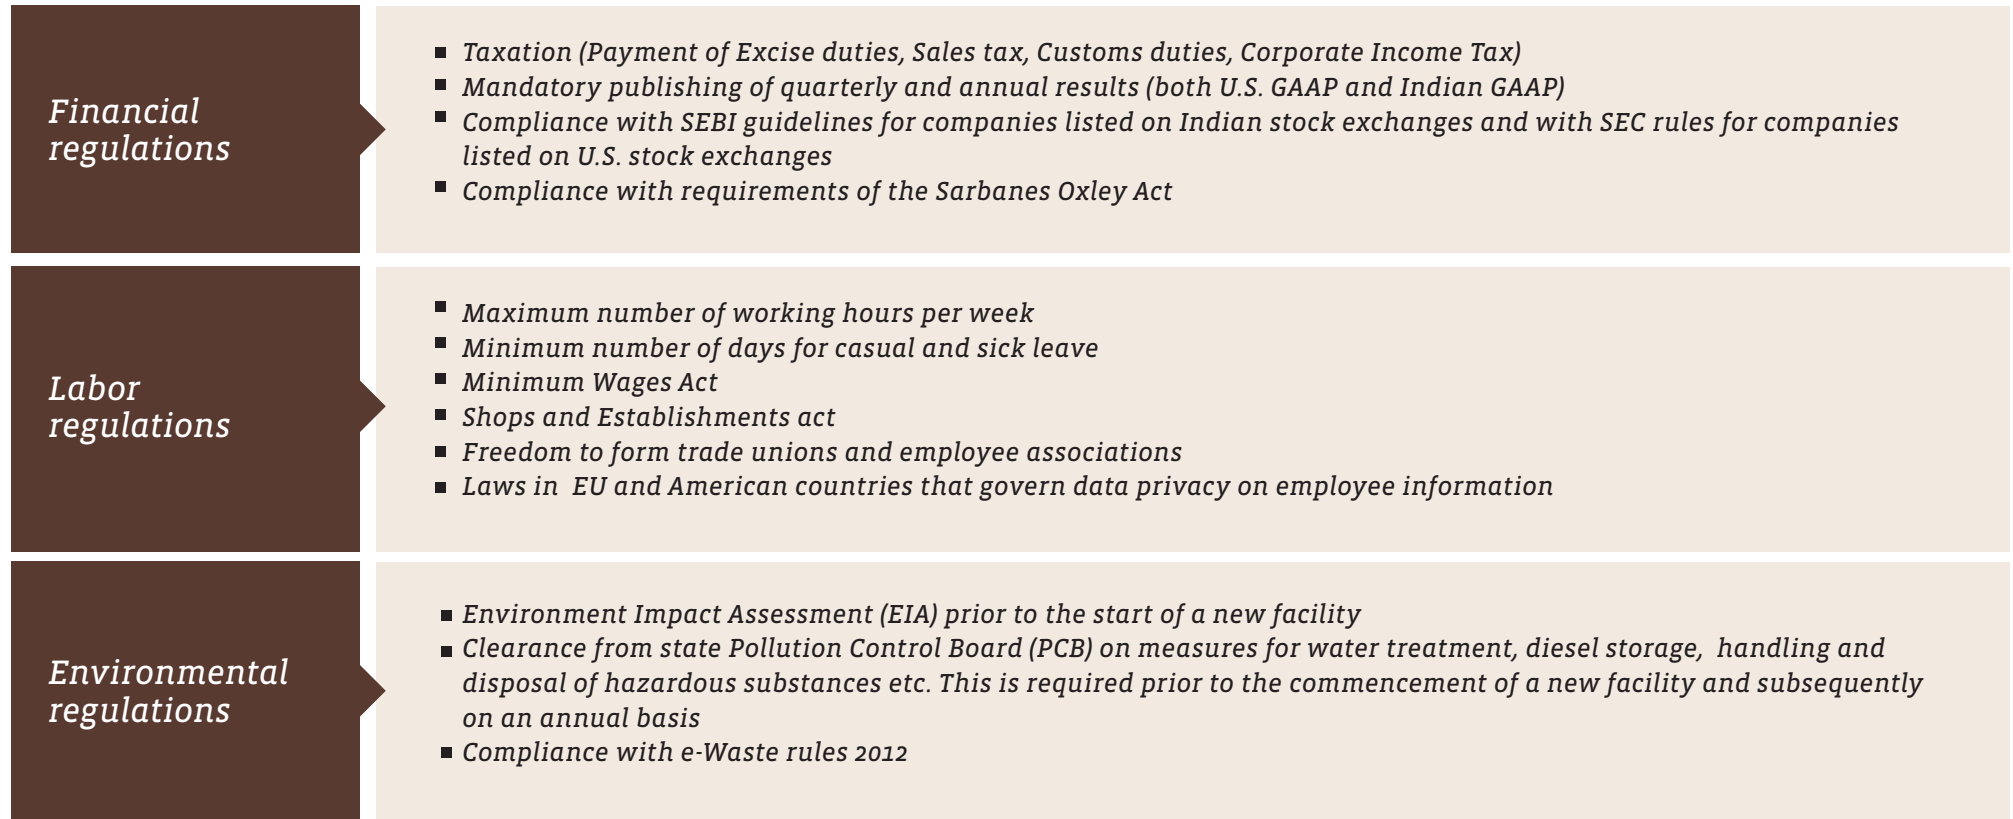 Financial
regulations
▪ Taxation (Payment of Excise duties, Sales tax, Customs duties, Corporate Income Tax)
▪ Mandatory publishing of quarterly and annual results (both U.S. GAAP and Indian GAAP)
▪ Compliance with SEBI guidelines for companies listed on Indian stock exchanges and with SEC rules for companies
listed on U.S. stock exchanges
▪ Compliance with requirements of the Sarbanes Oxley Act
Labor
regulations
▪ Maximum number of working hours per week
▪ Minimum number of days for casual and sick leave
▪ Minimum Wages Act
▪ Shops and Establishments act
▪ Freedom to form trade unions and employee associations
▪ Laws in  EU and American countries that govern data privacy on employee information
Environmental
regulations
▪ Environment Impact Assessment (EIA) prior to the start of a new facility
▪ Clearance from state Pollution Control Board (PCB) on measures for water treatment, diesel storage,  handling and
disposal of hazardous substances etc. This is required prior to the commencement of a new facility and subsequently
on an annual basis
▪ Compliance with e-Waste rules 2012